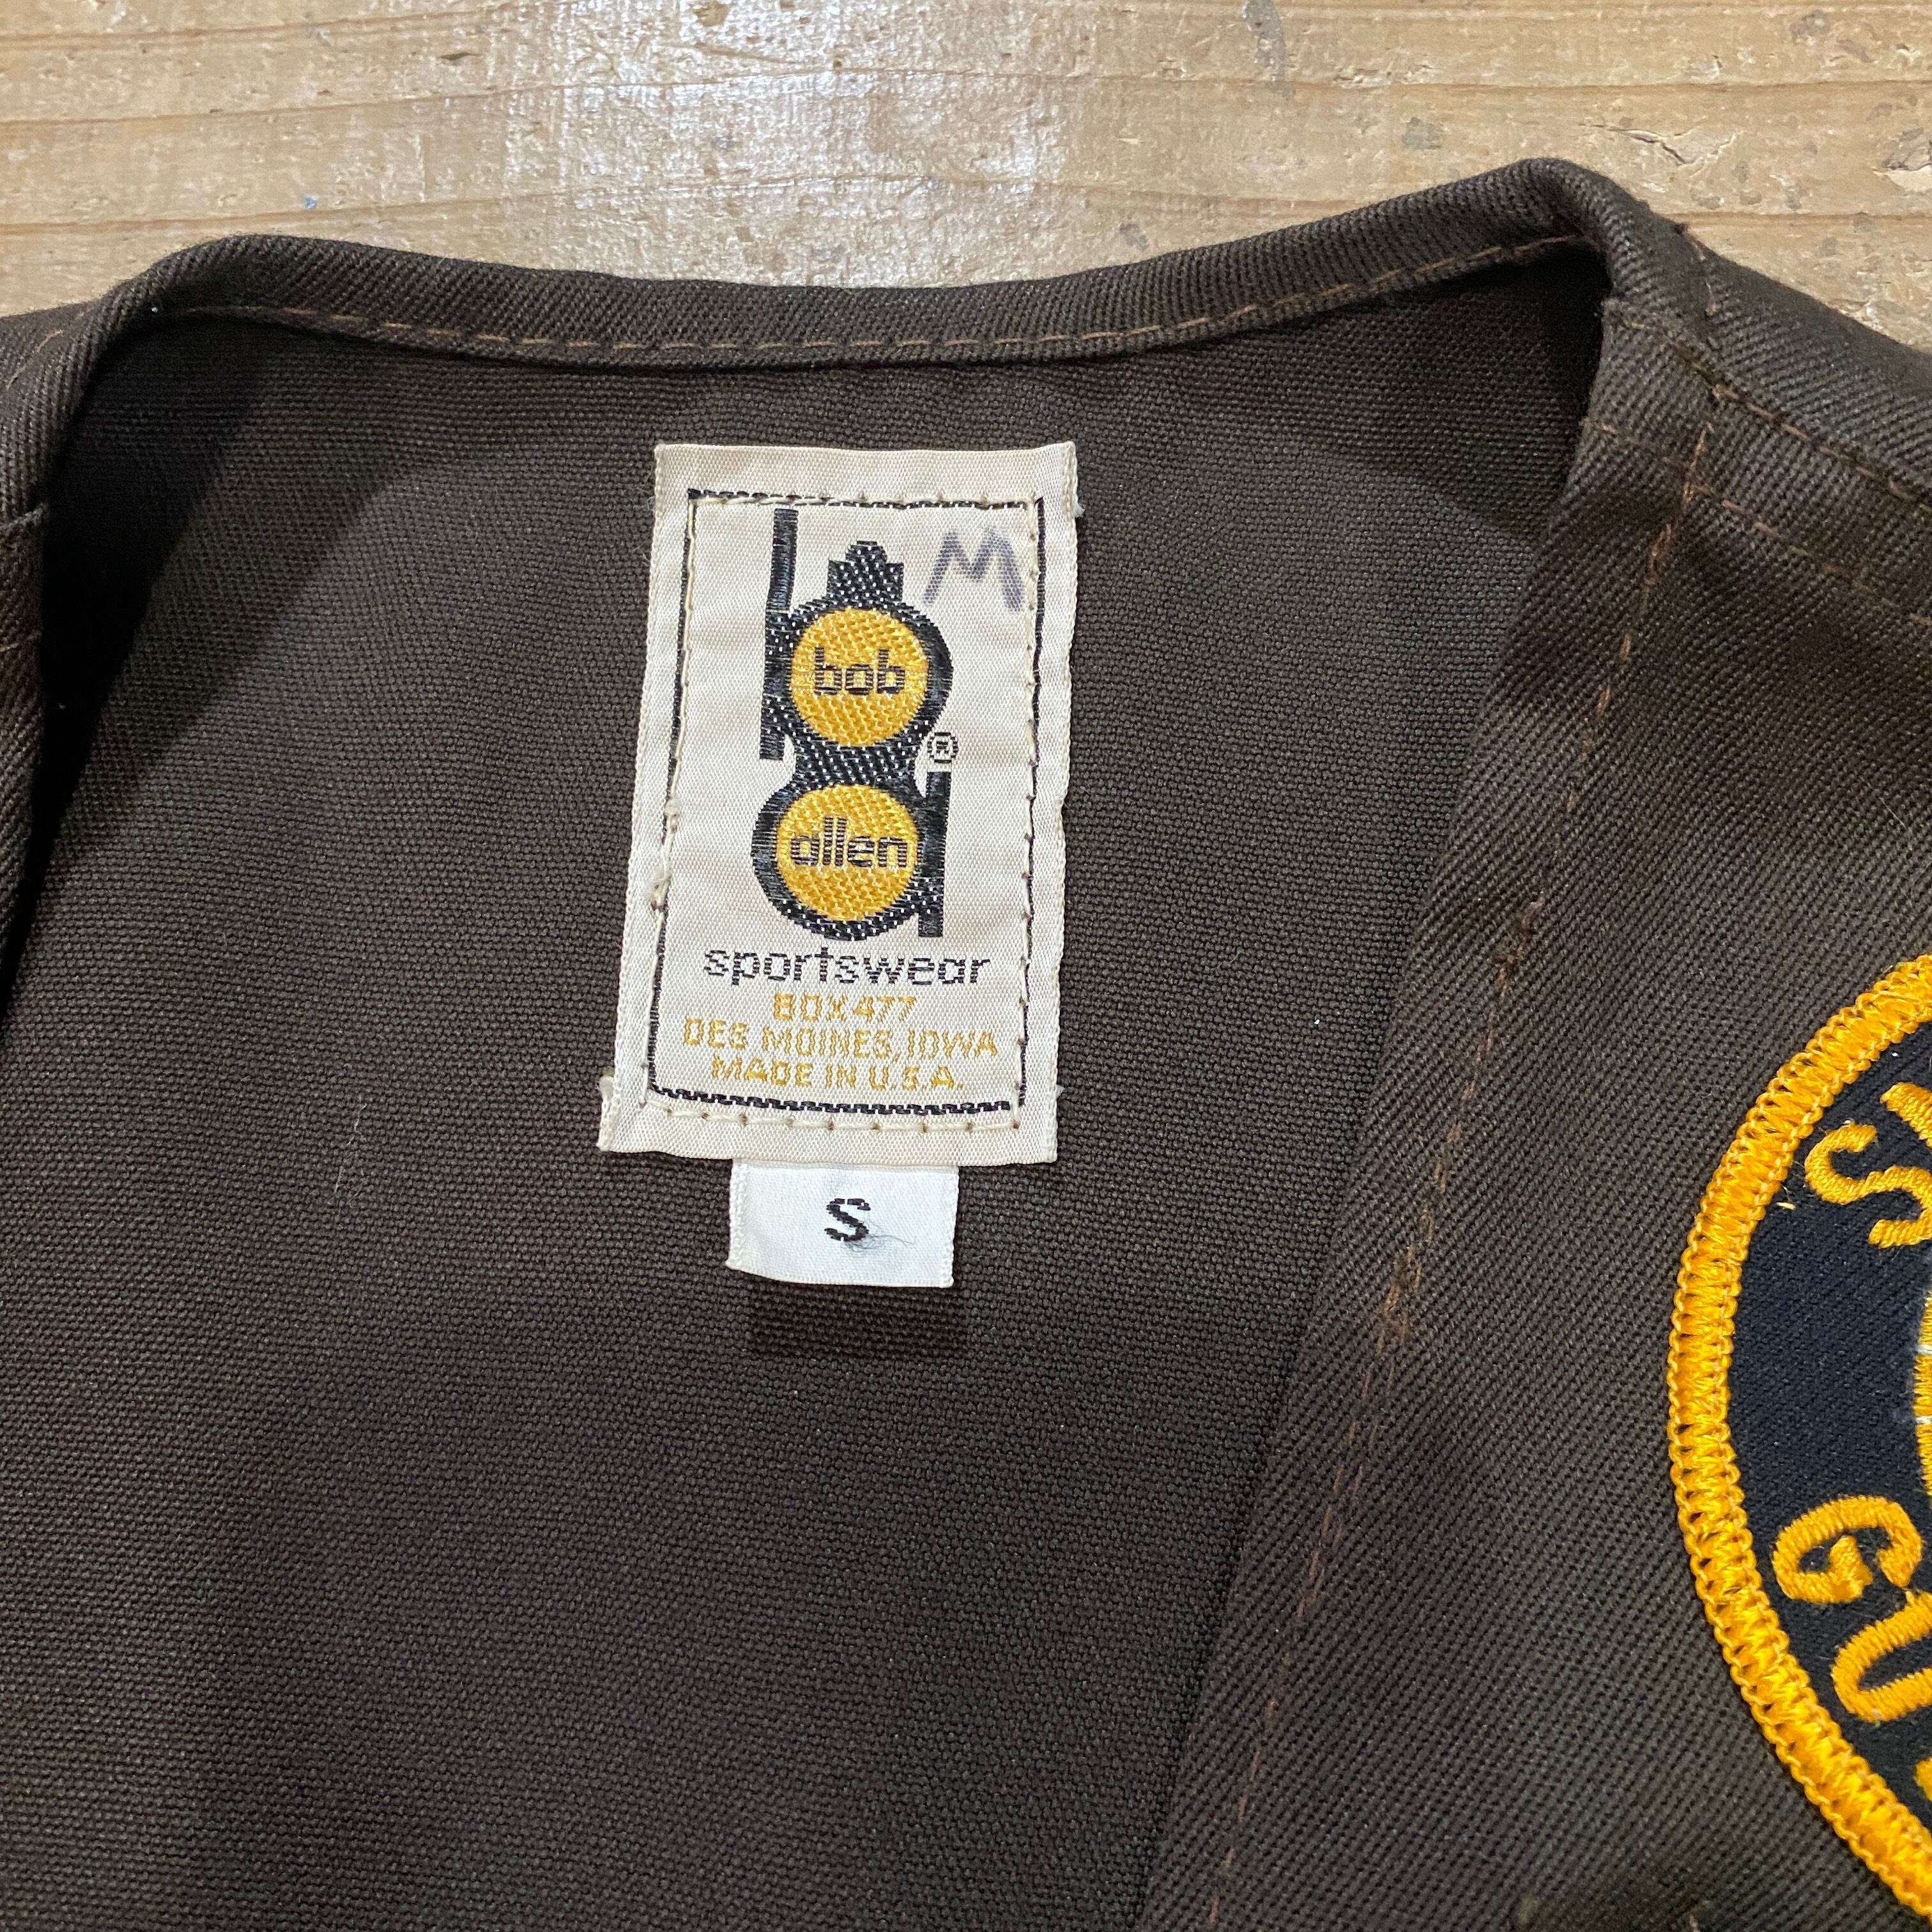 M
bob
®
allen
sportswear
BOX 477
DES MOINES, IOWA
MADE IN U.S.A.
S